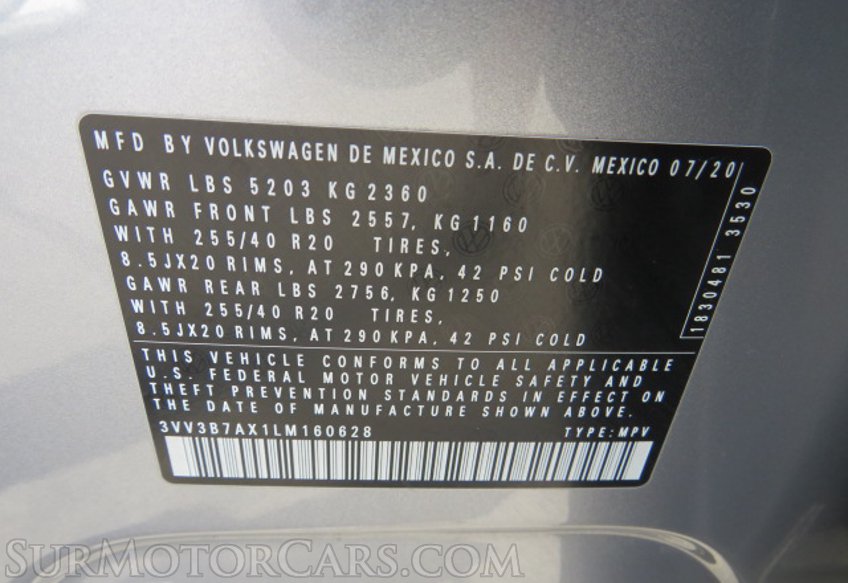 MFD BY VOLKSWAGEN DE MEXICO S.A. DE C.V. MEXICO 07/20
GVWR LBS 5203 KG 2360
GAWR FRONT LBS 2557, KG 1160
WITH 255/40 R20 TIRES,
8.5JX20 RIMS, AT 290 KPA, 42 PSI COLD
GAWR REAR LBS 2756, KG 1250
WITH 255/40 R20 TIRES,
8.5JX20 RIMS, AT 290 KPA, 42 PSI COLD
1830481 3530
THIS VEHICLE CONFORMS TO ALL APPLICABLE
U.S. FEDERAL MOTOR VEHICLE SAFETY AND
THEFT PREVENTION STANDARDS IN EFFECT ON
THE DATE OF MANUFACTURE SHOWN ABOVE.
3VV3B7AX1LM160628 TYPE: MPV
SURMOTORCARS.COM